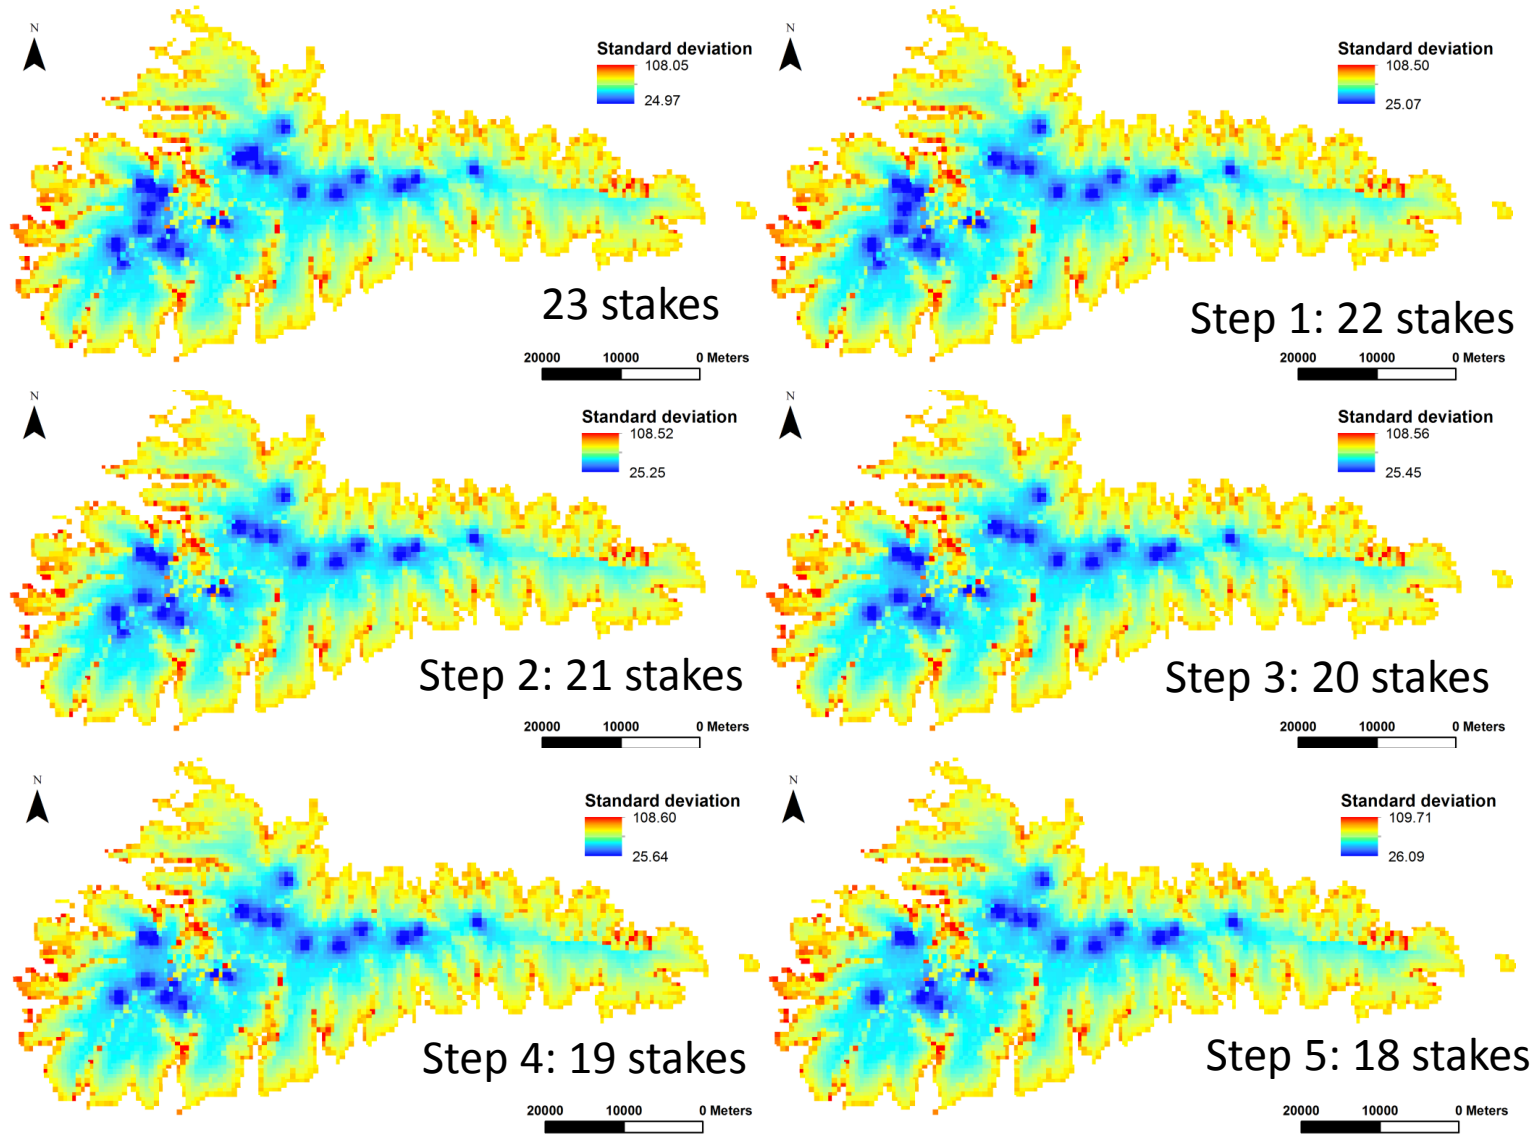 N
Standard deviation
108.05
24.97
23 stakes
20000 10000 0 Meters
N
Standard deviation
108.50
25.07
Step 1: 22 stakes
20000 10000 0 Meters
N
Standard deviation
108.52
25.25
Step 2: 21 stakes
20000 10000 0 Meters
N
Standard deviation
108.56
25.45
Step 3: 20 stakes
20000 10000 0 Meters
N
Standard deviation
108.60
25.64
Step 4: 19 stakes
20000 10000 0 Meters
N
Standard deviation
109.71
26.09
Step 5: 18 stakes
20000 10000 0 Meters